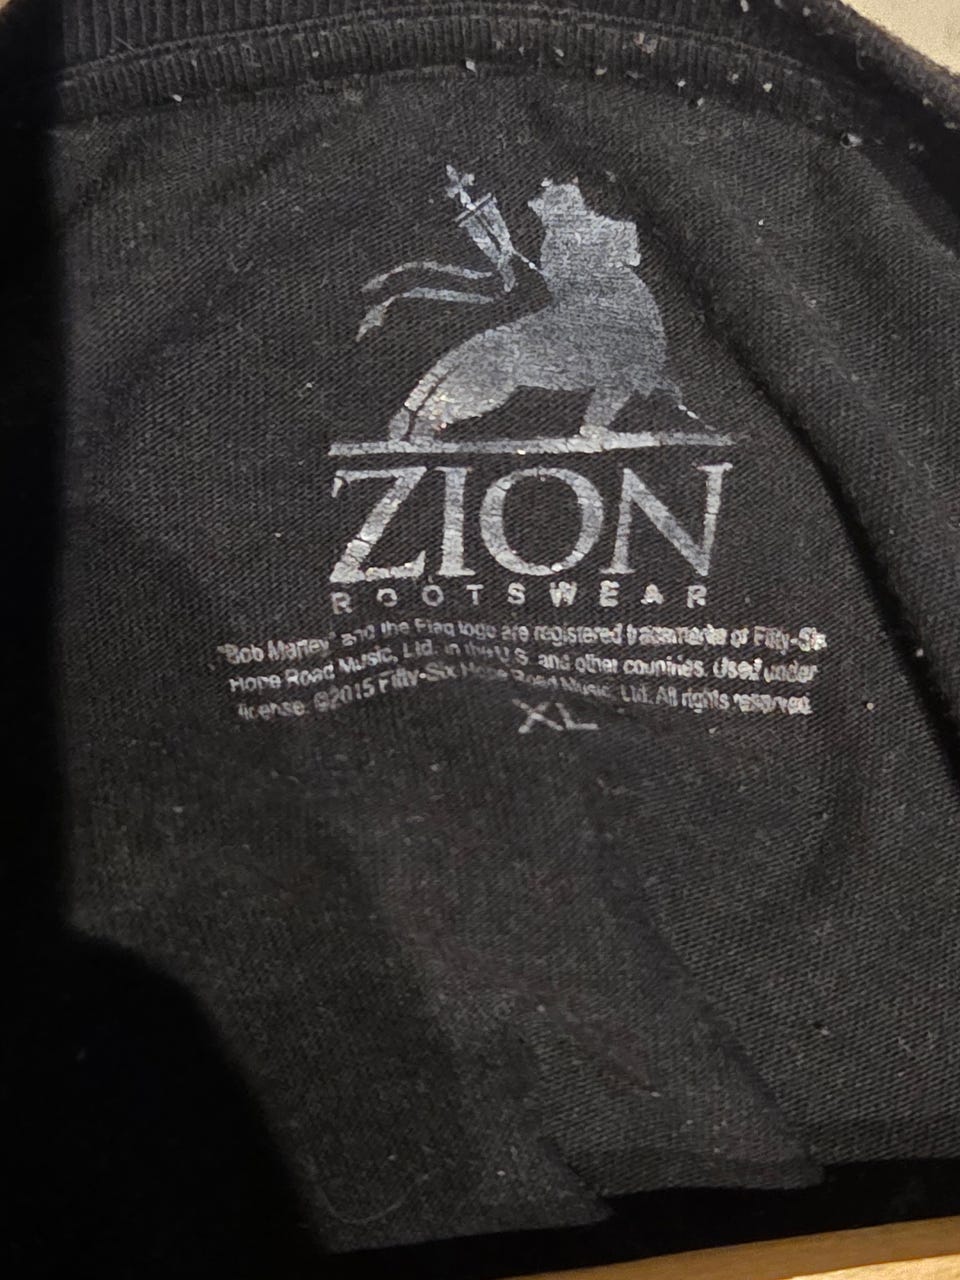 ZION
ROOTSWEAR
"Bob Marley" and the Flag logo are registered trademarks of Fifty-Six
Hope Road Music, Ltd. in the U.S. and other countries. Used under
license. ©2015 Fifty-Six Hope Road Music, Ltd. All rights reserved.
XL